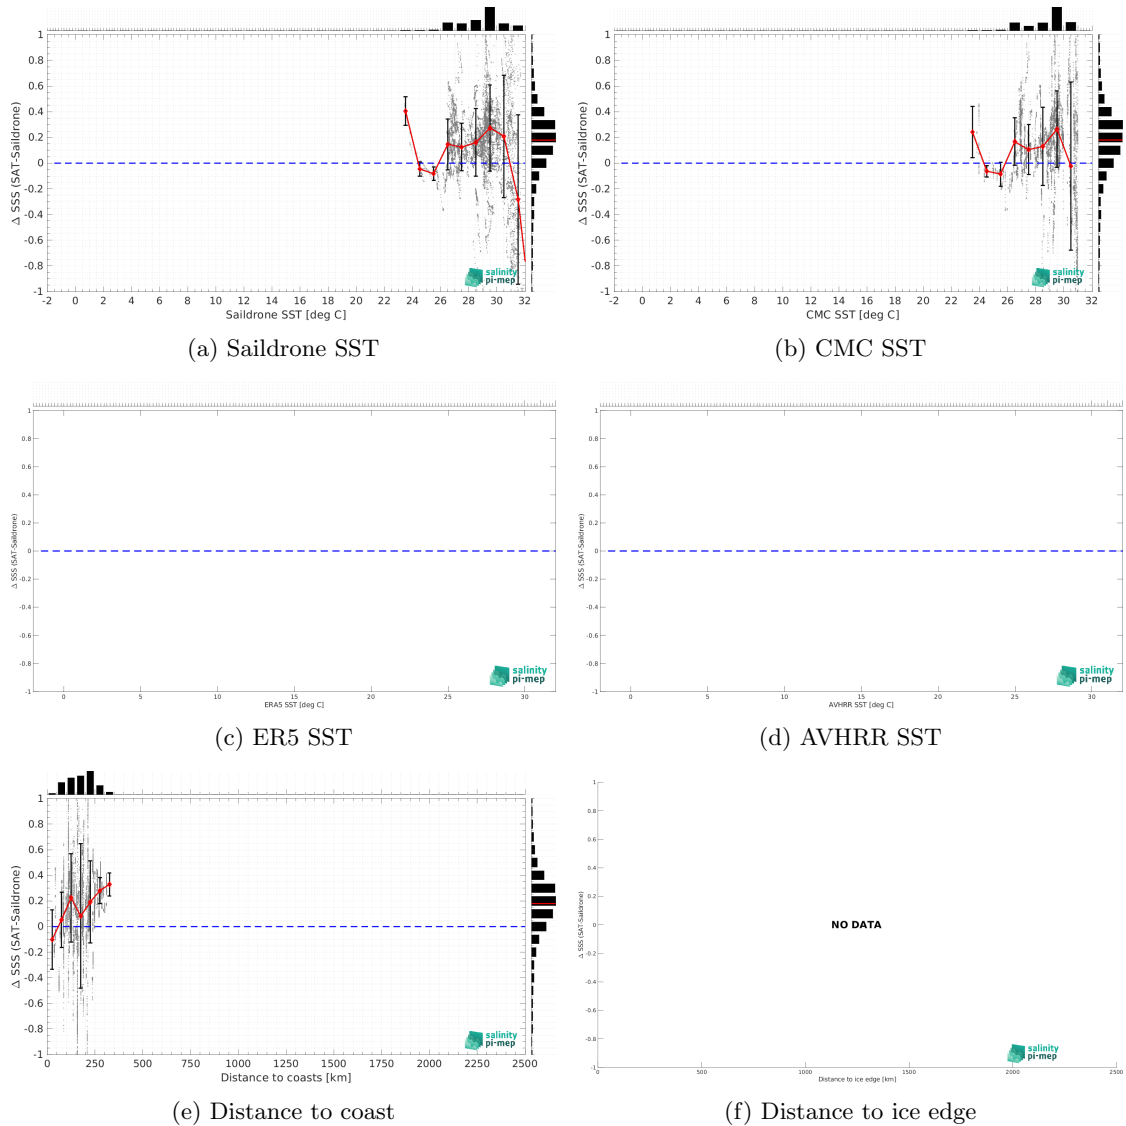 1
0.8
0.6
0.4
0.2
0
-0.2
-0.4
-0.6
-0.8
-1
Δ SSS (SAT-Saildrone)
-2 0 2 4 6 8 10 12 14 16 18 20 22 24 26 28 30 32
Saildrone SST [deg C]
salinity
pi-mep
(a) Saildrone SST
1
0.8
0.6
0.4
0.2
0
-0.2
-0.4
-0.6
-0.8
-1
Δ SSS (SAT-Saildrone)
-2 0 2 4 6 8 10 12 14 16 18 20 22 24 26 28 30 32
CMC SST [deg C]
salinity
pi-mep
(b) CMC SST
1
0.8
0.6
0.4
0.2
0
-0.2
-0.4
-0.6
-0.8
-1
Δ SSS (SAT-Saildrone)
0 5 10 15 20 25 30
ERA5 SST [deg C]
salinity
pi-mep
(c) ER5 SST
1
0.8
0.6
0.4
0.2
0
-0.2
-0.4
-0.6
-0.8
-1
Δ SSS (SAT-Saildrone)
0 5 10 15 20 25 30
AVHRR SST [deg C]
salinity
pi-mep
(d) AVHRR SST
1
0.8
0.6
0.4
0.2
0
-0.2
-0.4
-0.6
-0.8
-1
Δ SSS (SAT-Saildrone)
0 250 500 750 1000 1250 1500 1750 2000 2250 2500
Distance to coasts [km]
salinity
pi-mep
(e) Distance to coast
1
0.8
0.6
0.4
0.2
0
-0.2
-0.4
-0.6
-0.8
-1
Δ SSS (SAT-Saildrone)
NO DATA
0 500 1000 1500 2000 2500
Distance to ice edge [km]
salinity
pi-mep
(f) Distance to ice edge